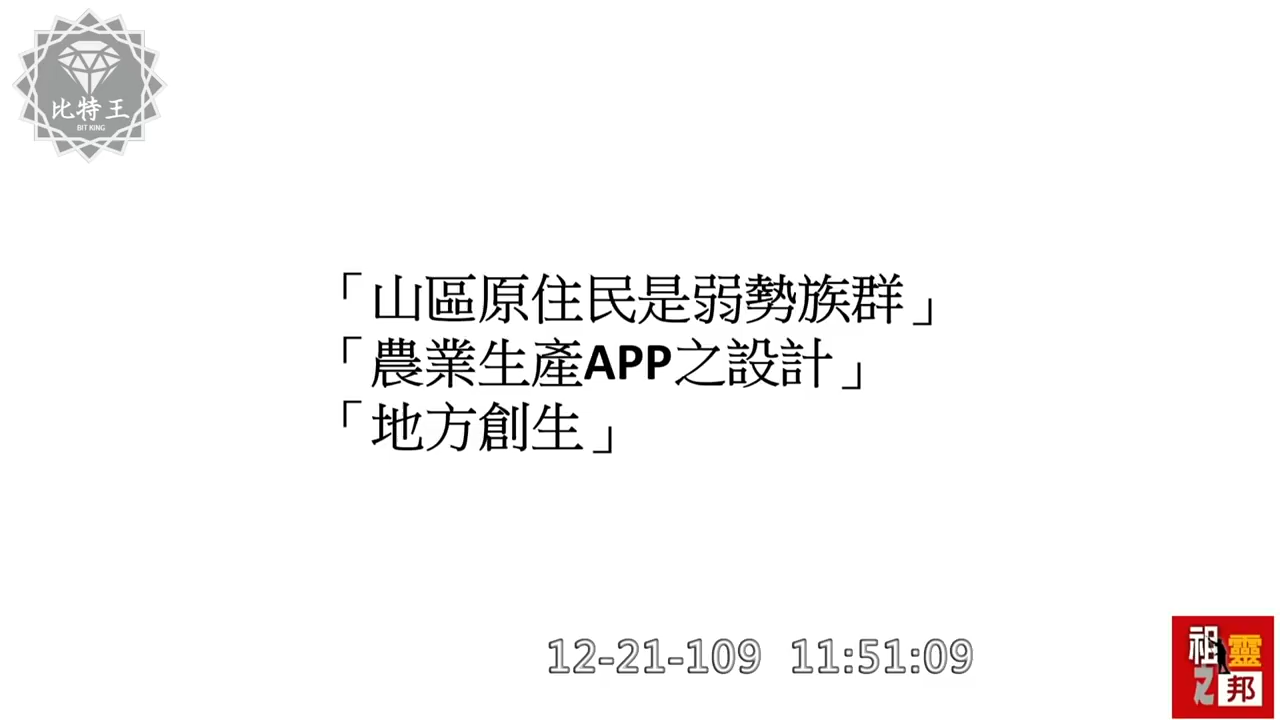 比特王
BIT KING
「山區原住民是弱勢族群」
「農業生產APP之設計」
「地方創生」
12-21-109 11:51:09
祖靈之邦